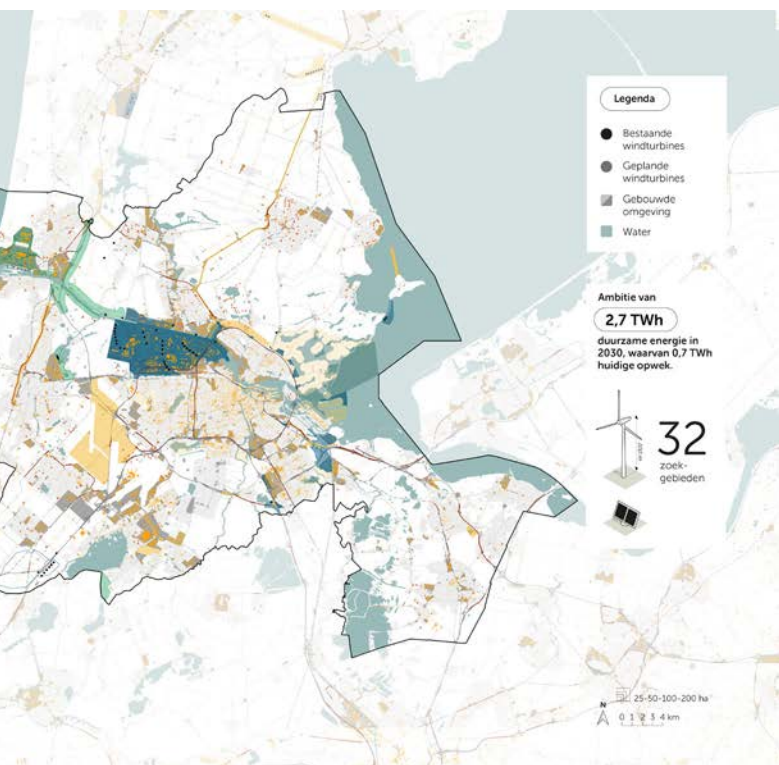 Legenda
Bestaande
windturbines
Geplande
windturbines
Gebouwde
omgeving
Water
Ambitie van
2,7 TWh
duurzame energie in
2030, waarvan 0,7 TWh
huidige opwek.
32
zoek-
gebieden
N
25-50-100-200 ha
0 1 2 3 4 km